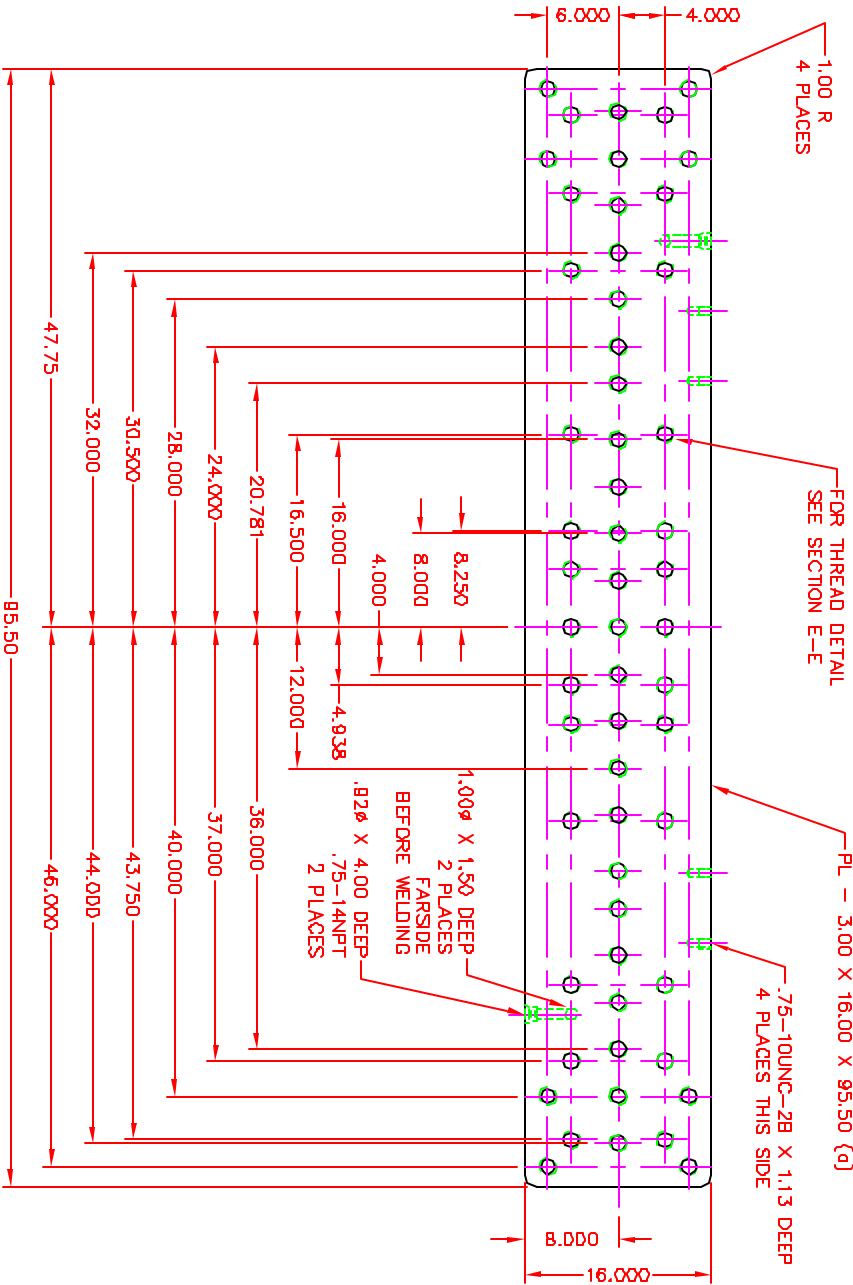 6.000
4.000
1.00 R
4 PLACES
FOR THREAD DETAIL
SEE SECTION E-E
PL - 3.00 X 16.00 X 95.50 (a)
.75-10UNC-2B X 1.13 DEEP
4 PLACES THIS SIDE
47.75
32.000
30.500
28.000
24.000
20.781
16.500
16.000
4.000
8.000
8.250
95.50
46.000
44.000
43.750
40.000
37.000
36.000
12.000
4.938
1.00ø X 1.50 DEEP
2 PLACES
FARSIDE
BEFORE WELDING
.92ø X 4.00 DEEP
.75-14NPT
2 PLACES
8.000
16.000